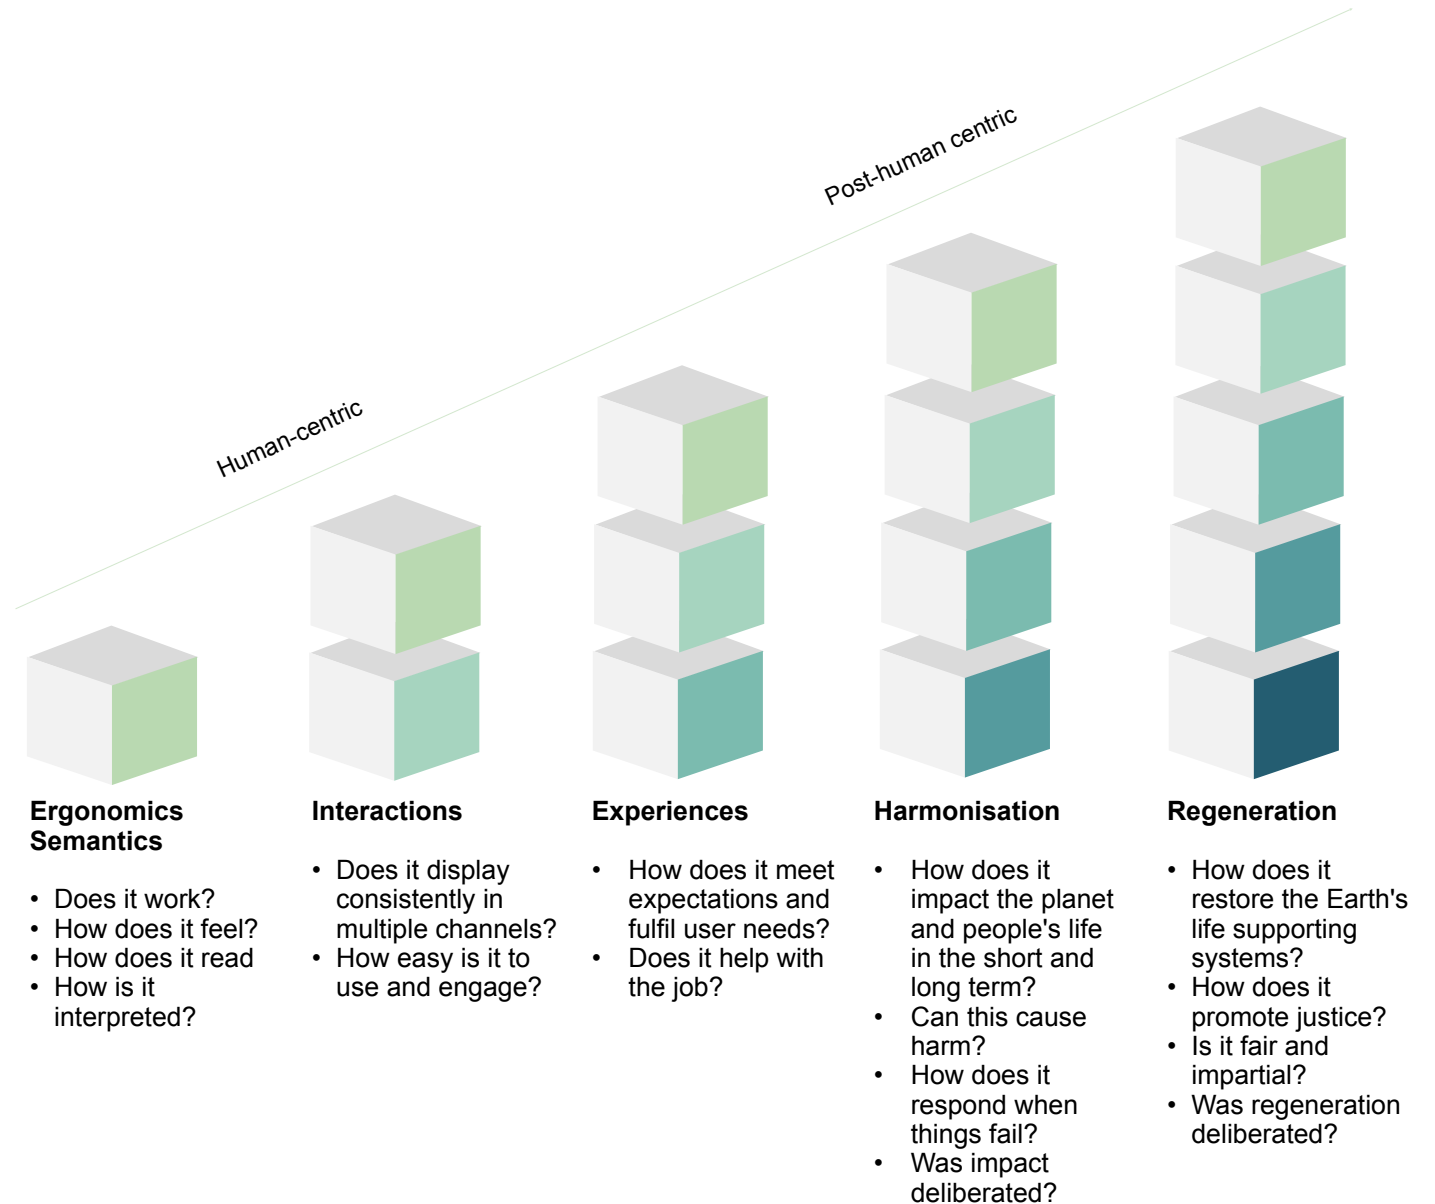 Post-human centric
Human-centric
Ergonomics
Semantics
• Does it work?
• How does it feel?
• How does it read
• How is it
interpreted?
Interactions
• Does it display
consistently in
multiple channels?
• How easy is it to
use and engage?
Experiences
• How does it meet
expectations and
fulfil user needs?
• Does it help with
the job?
Harmonisation
• How does it
impact the planet
and people's life
in the short and
long term?
• Can this cause
harm?
• How does it
respond when
things fail?
• Was impact
deliberated?
Regeneration
• How does it
restore the Earth's
life supporting
systems?
• How does it
promote justice?
• Is it fair and
impartial?
• Was regeneration
deliberated?